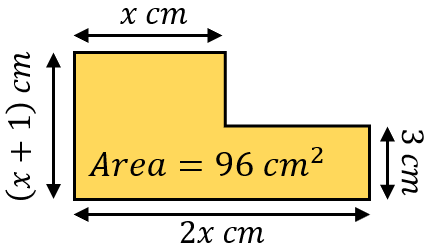 x cm
(x + 1) cm
Area = 96 cm²
3 cm
2x cm